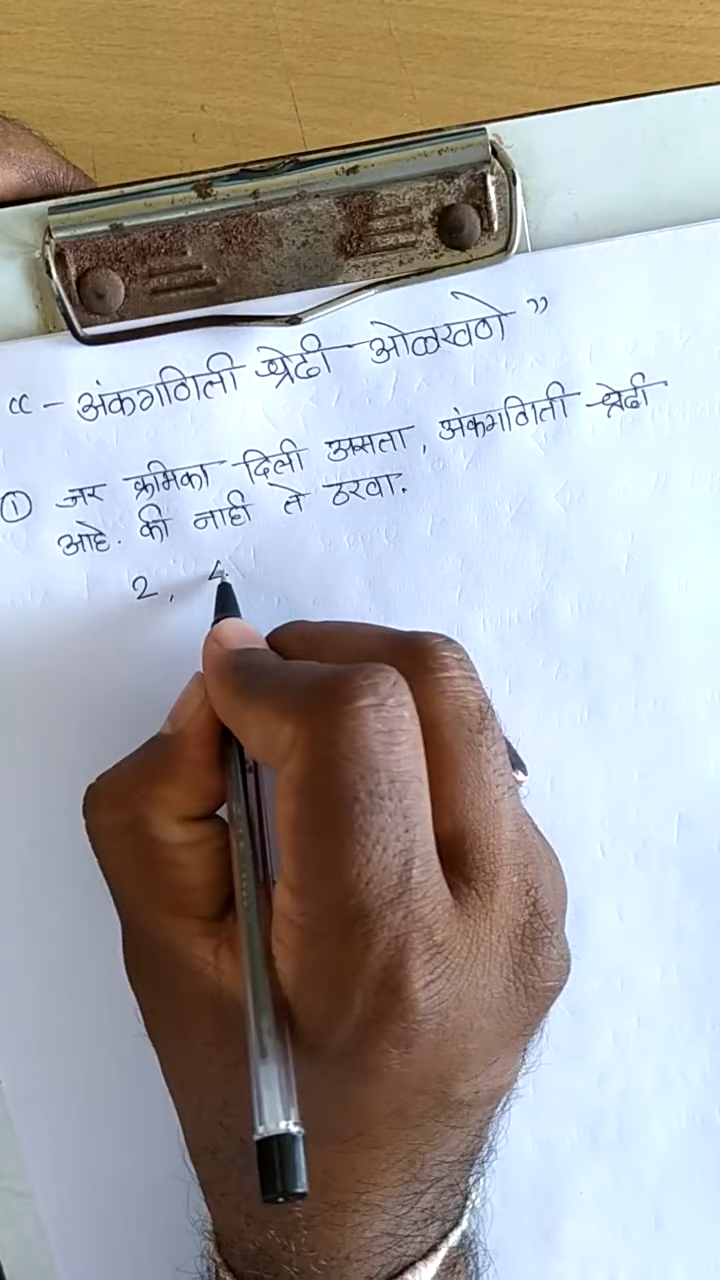 “ - अंकगणिती श्रेढी ओळखणे ”
① जर क्रमिका दिली असता, अंकगणिती श्रेढी
आहे. की नाही ते ठरवा.
2, 4